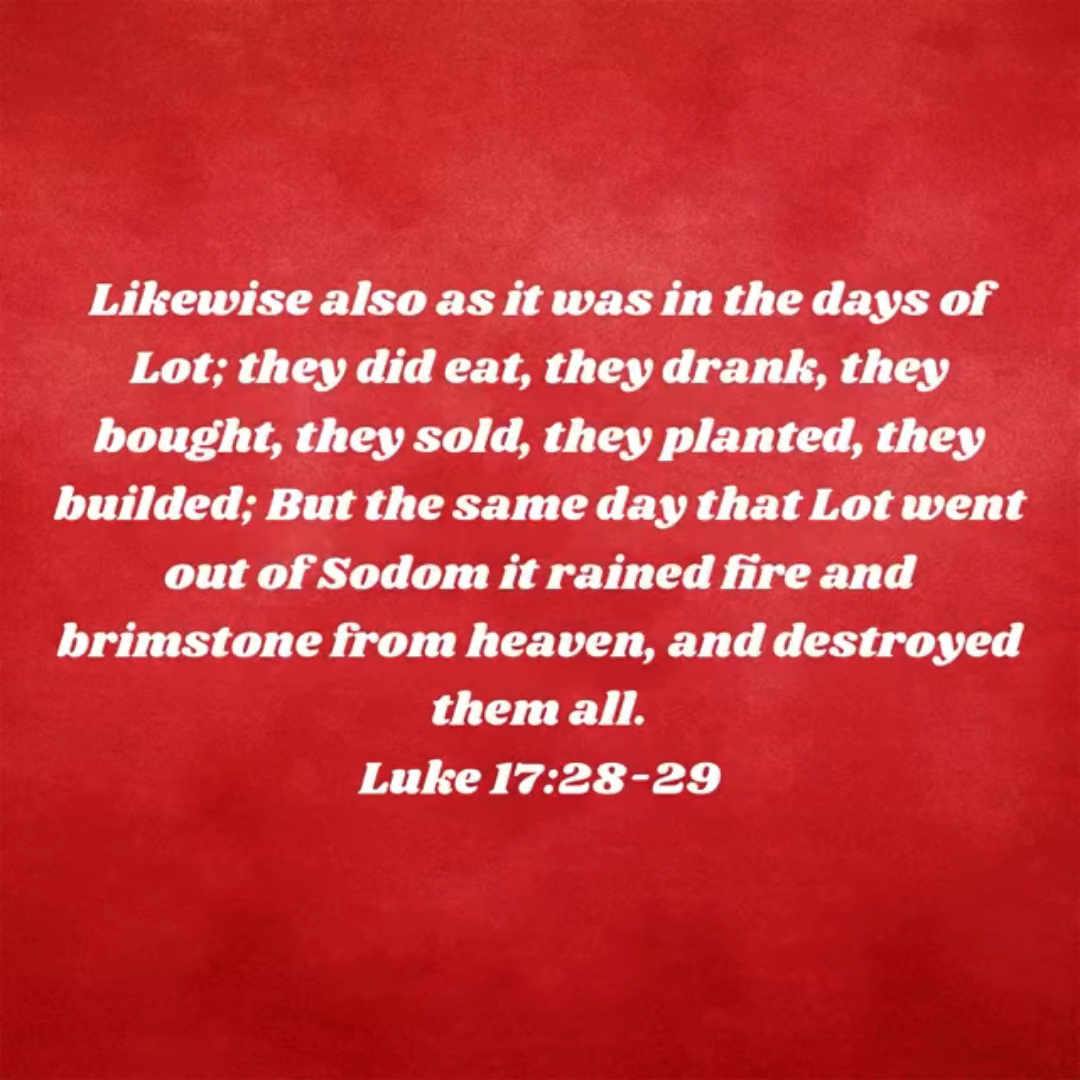 Likewise also as it was in the days of
Lot; they did eat, they drank, they
bought, they sold, they planted, they
builded; But the same day that Lot went
out of Sodom it rained fire and
brimstone from heaven, and destroyed
them all.
Luke 17:28-29